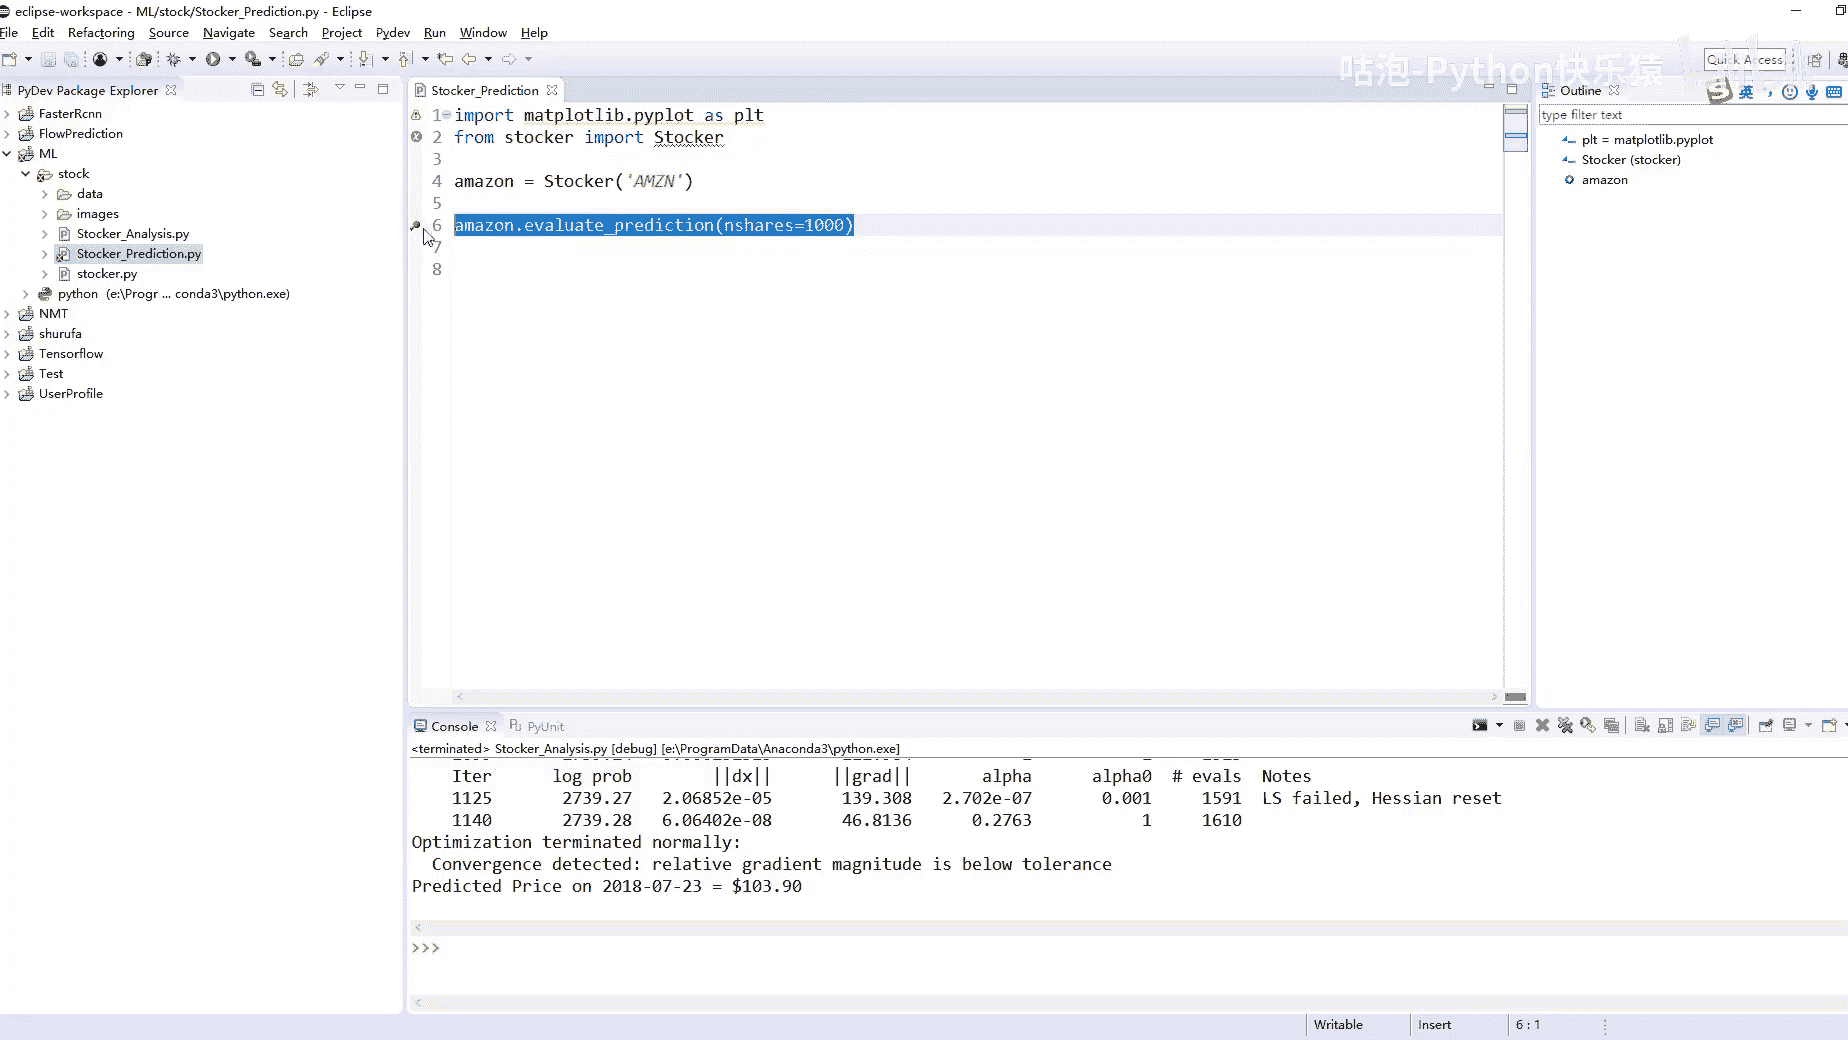 eclipse-workspace - ML/stock/Stocker_Prediction.py - Eclipse
File Edit Refactoring Source Navigate Search Project Pydev Run Window Help
Quick Access
咕泡-Python快乐猿
PyDev Package Explorer
Stocker_Prediction
Outline
英
FasterRcnn
FlowPrediction
ML
stock
data
images
Stocker_Analysis.py
Stocker_Prediction.py
stocker.py
python (e:\Progr ... conda3\python.exe)
NMT
shurufa
Tensorflow
Test
UserProfile
1 import matplotlib.pyplot as plt
2 from stocker import Stocker
3
4 amazon = Stocker('AMZN')
5
6 amazon.evaluate_prediction(nshares=1000)
7
8
type filter text
plt = matplotlib.pyplot
Stocker (stocker)
amazon
Console PyUnit
<terminated> Stocker_Analysis.py [debug] [e:\ProgramData\Anaconda3\python.exe]
Iter log prob ||dx|| ||grad|| alpha alpha0 # evals Notes
1125 2739.27 2.06852e-05 139.308 2.702e-07 0.001 1591 LS failed, Hessian reset
1140 2739.28 6.06402e-08 46.8136 0.2763 1 1610
Optimization terminated normally:
Convergence detected: relative gradient magnitude is below tolerance
Predicted Price on 2018-07-23 = $103.90
>>>
Writable Insert 6 : 1